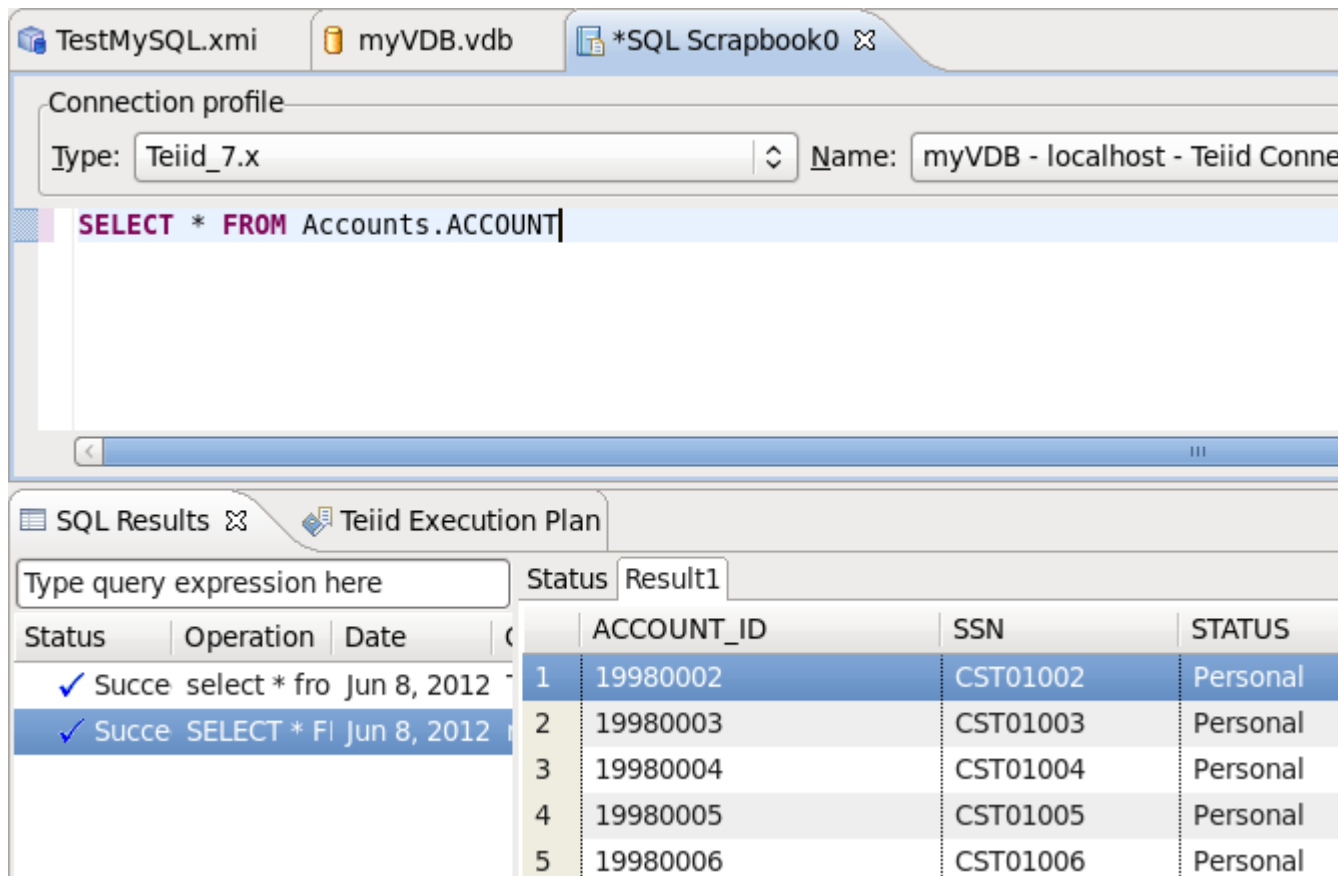 TestMySQL.xmi myVDB.vdb *SQL Scrapbook0
Connection profile
Type: Teiid_7.x Name: myVDB - localhost - Teiid Conne
SELECT * FROM Accounts.ACCOUNT
SQL Results Teiid Execution Plan
Type query expression here
Status Operation Date
Succe select * fro Jun 8, 2012
Succe SELECT * F Jun 8, 2012
Status Result1
ACCOUNT_ID SSN STATUS
1 19980002 CST01002 Personal
2 19980003 CST01003 Personal
3 19980004 CST01004 Personal
4 19980005 CST01005 Personal
5 19980006 CST01006 Personal